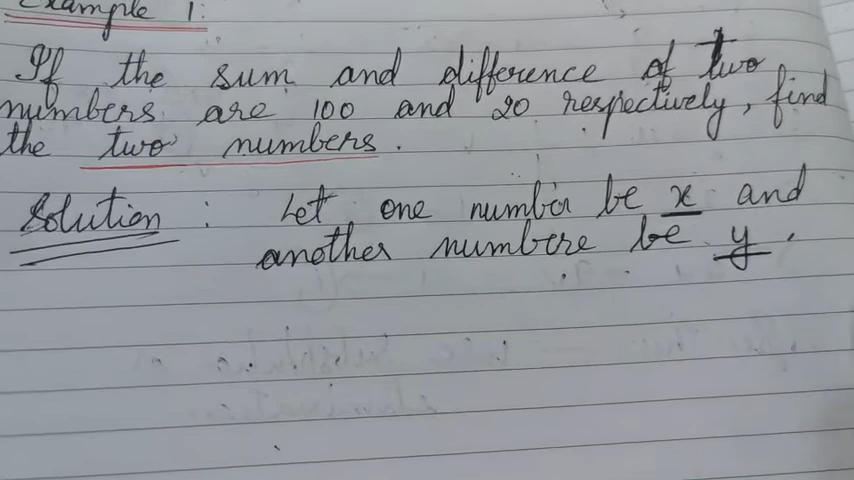 Example 1:
If the sum and difference of two
numbers are 100 and 20 respectively, find
the two numbers.
Solution : Let one number be x and
another numbere be y.